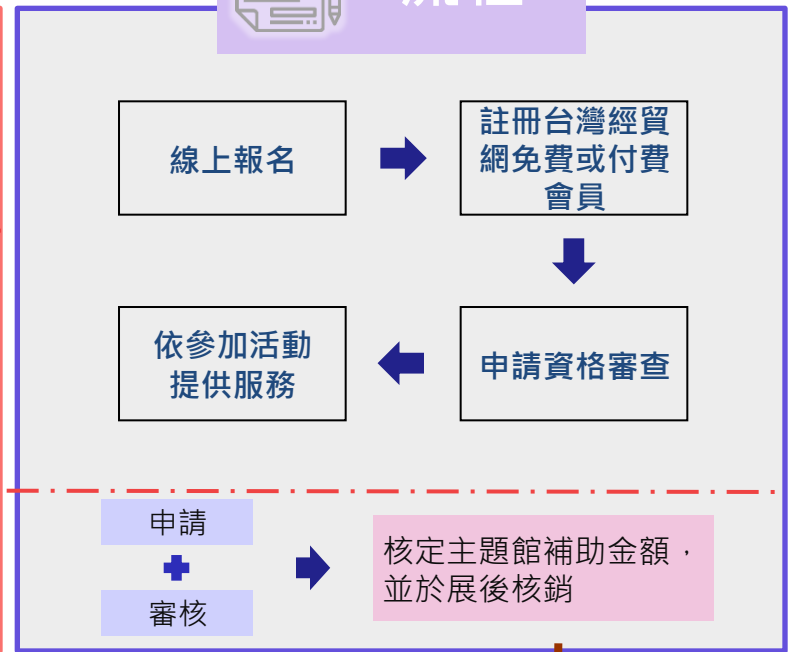 線上報名
註冊台灣經貿
網免費或付費
會員
依參加活動
提供服務
申請資格審查
申請
審核
核定主題館補助金額，
並於展後核銷